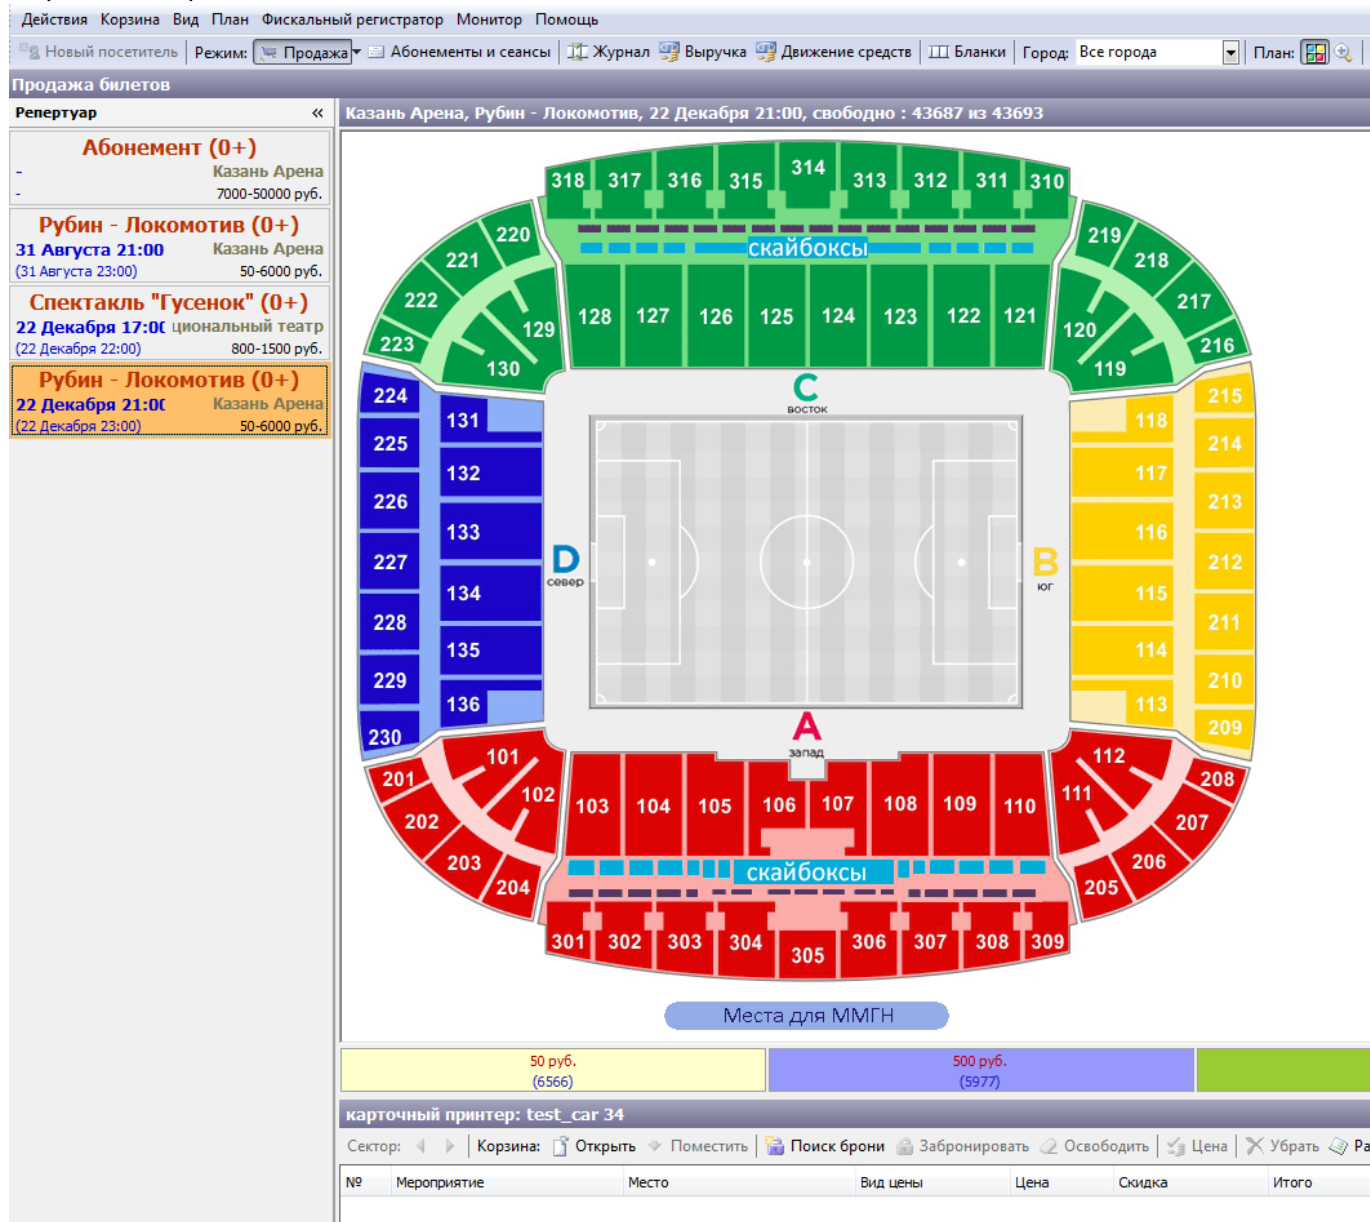 Действия Корзина Вид План Фискальный регистратор Монитор Помощь
Новый посетитель Режим: Продажа Абонементы и сеансы Журнал Выручка Движение средств Бланки Город: Все города План:
Продажа билетов
Репертуар «
Казань Арена, Рубин - Локомотив, 22 Декабря 21:00, свободно : 43687 из 43693
Абонемент (0+)
- Казань Арена
- 7000-50000 руб.
Рубин - Локомотив (0+)
31 Августа 21:00 Казань Арена
(31 Августа 23:00) 50-6000 руб.
Спектакль "Гусенок" (0+)
22 Декабря 17:0 циональный театр
(22 Декабря 22:00) 800-1500 руб.
Рубин - Локомотив (0+)
22 Декабря 21:0 Казань Арена
(22 Декабря 23:00) 50-6000 руб.
318 317 316 315 314 313 312 311 310
скайбоксы
220 219
221 218
222 217
223 216
128 127 126 125 124 123 122 121
129 120
130 119
C
восток
224 131 118 215
225 132 117 214
226 133 116 213
227 134 115 212
228 135 114 211
229 136 113 210
230 209
D
север
B
юг
A
запад
101 112
201 208
102 111
202 207
203 206
204 205
103 104 105 106 107 108 109 110
скайбоксы
301 302 303 304 305 306 307 308 309
Места для ММГН
50 руб. 500 руб.
(6566) (5977)
карточный принтер: test_car 34
Сектор: Корзина: Открыть Поместить Поиск брони Забронировать Освободить Цена Убрать Ра
№ Мероприятие Место Вид цены Цена Скидка Итого